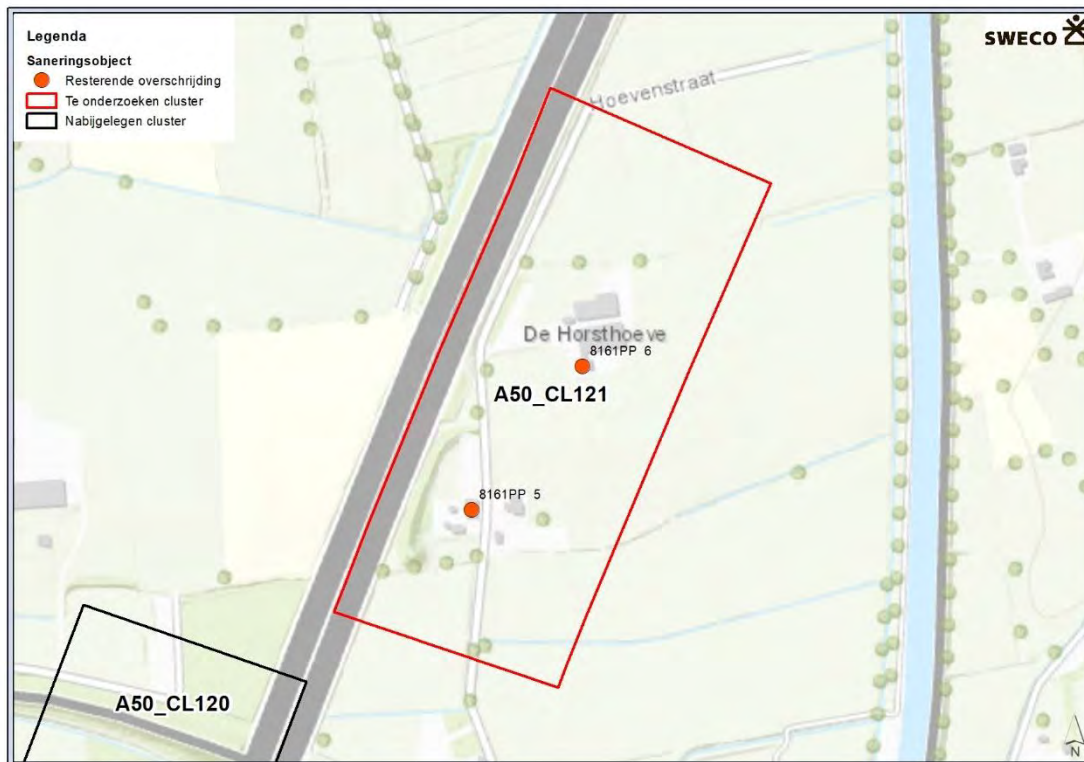 Legenda
Saneringsobject
Resterende overschrijding
Te onderzoeken cluster
Nabijgelegen cluster
SWECO
Hoevenstraat
De Horsthoeve
8161PP 6
A50_CL121
8161PP 5
A50_CL120
N